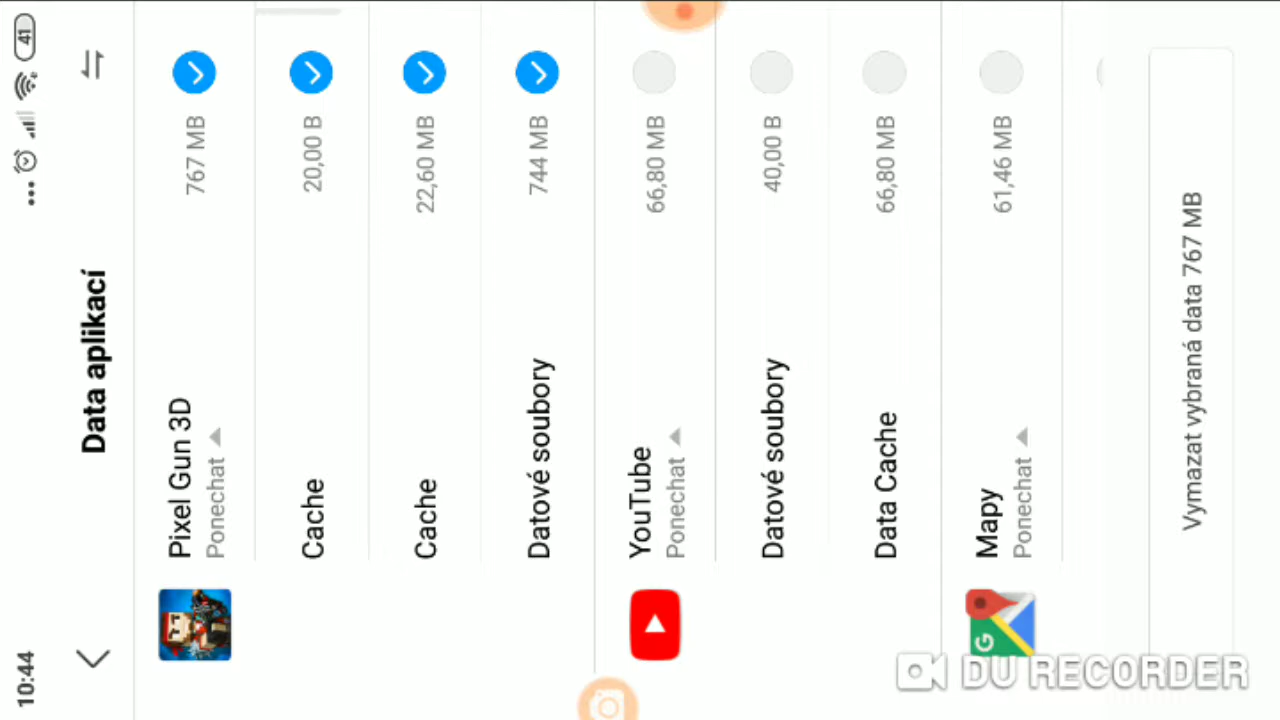 10:44
41
Data aplikací
Pixel Gun 3D
Ponechat
767 MB
Cache
20,00 B
Cache
22,60 MB
Datové soubory
744 MB
YouTube
Ponechat
66,80 MB
Datové soubory
40,00 B
Data Cache
66,80 MB
Mapy
Ponechat
61,46 MB
G
Vymazat vybraná data 767 MB
DU RECORDER